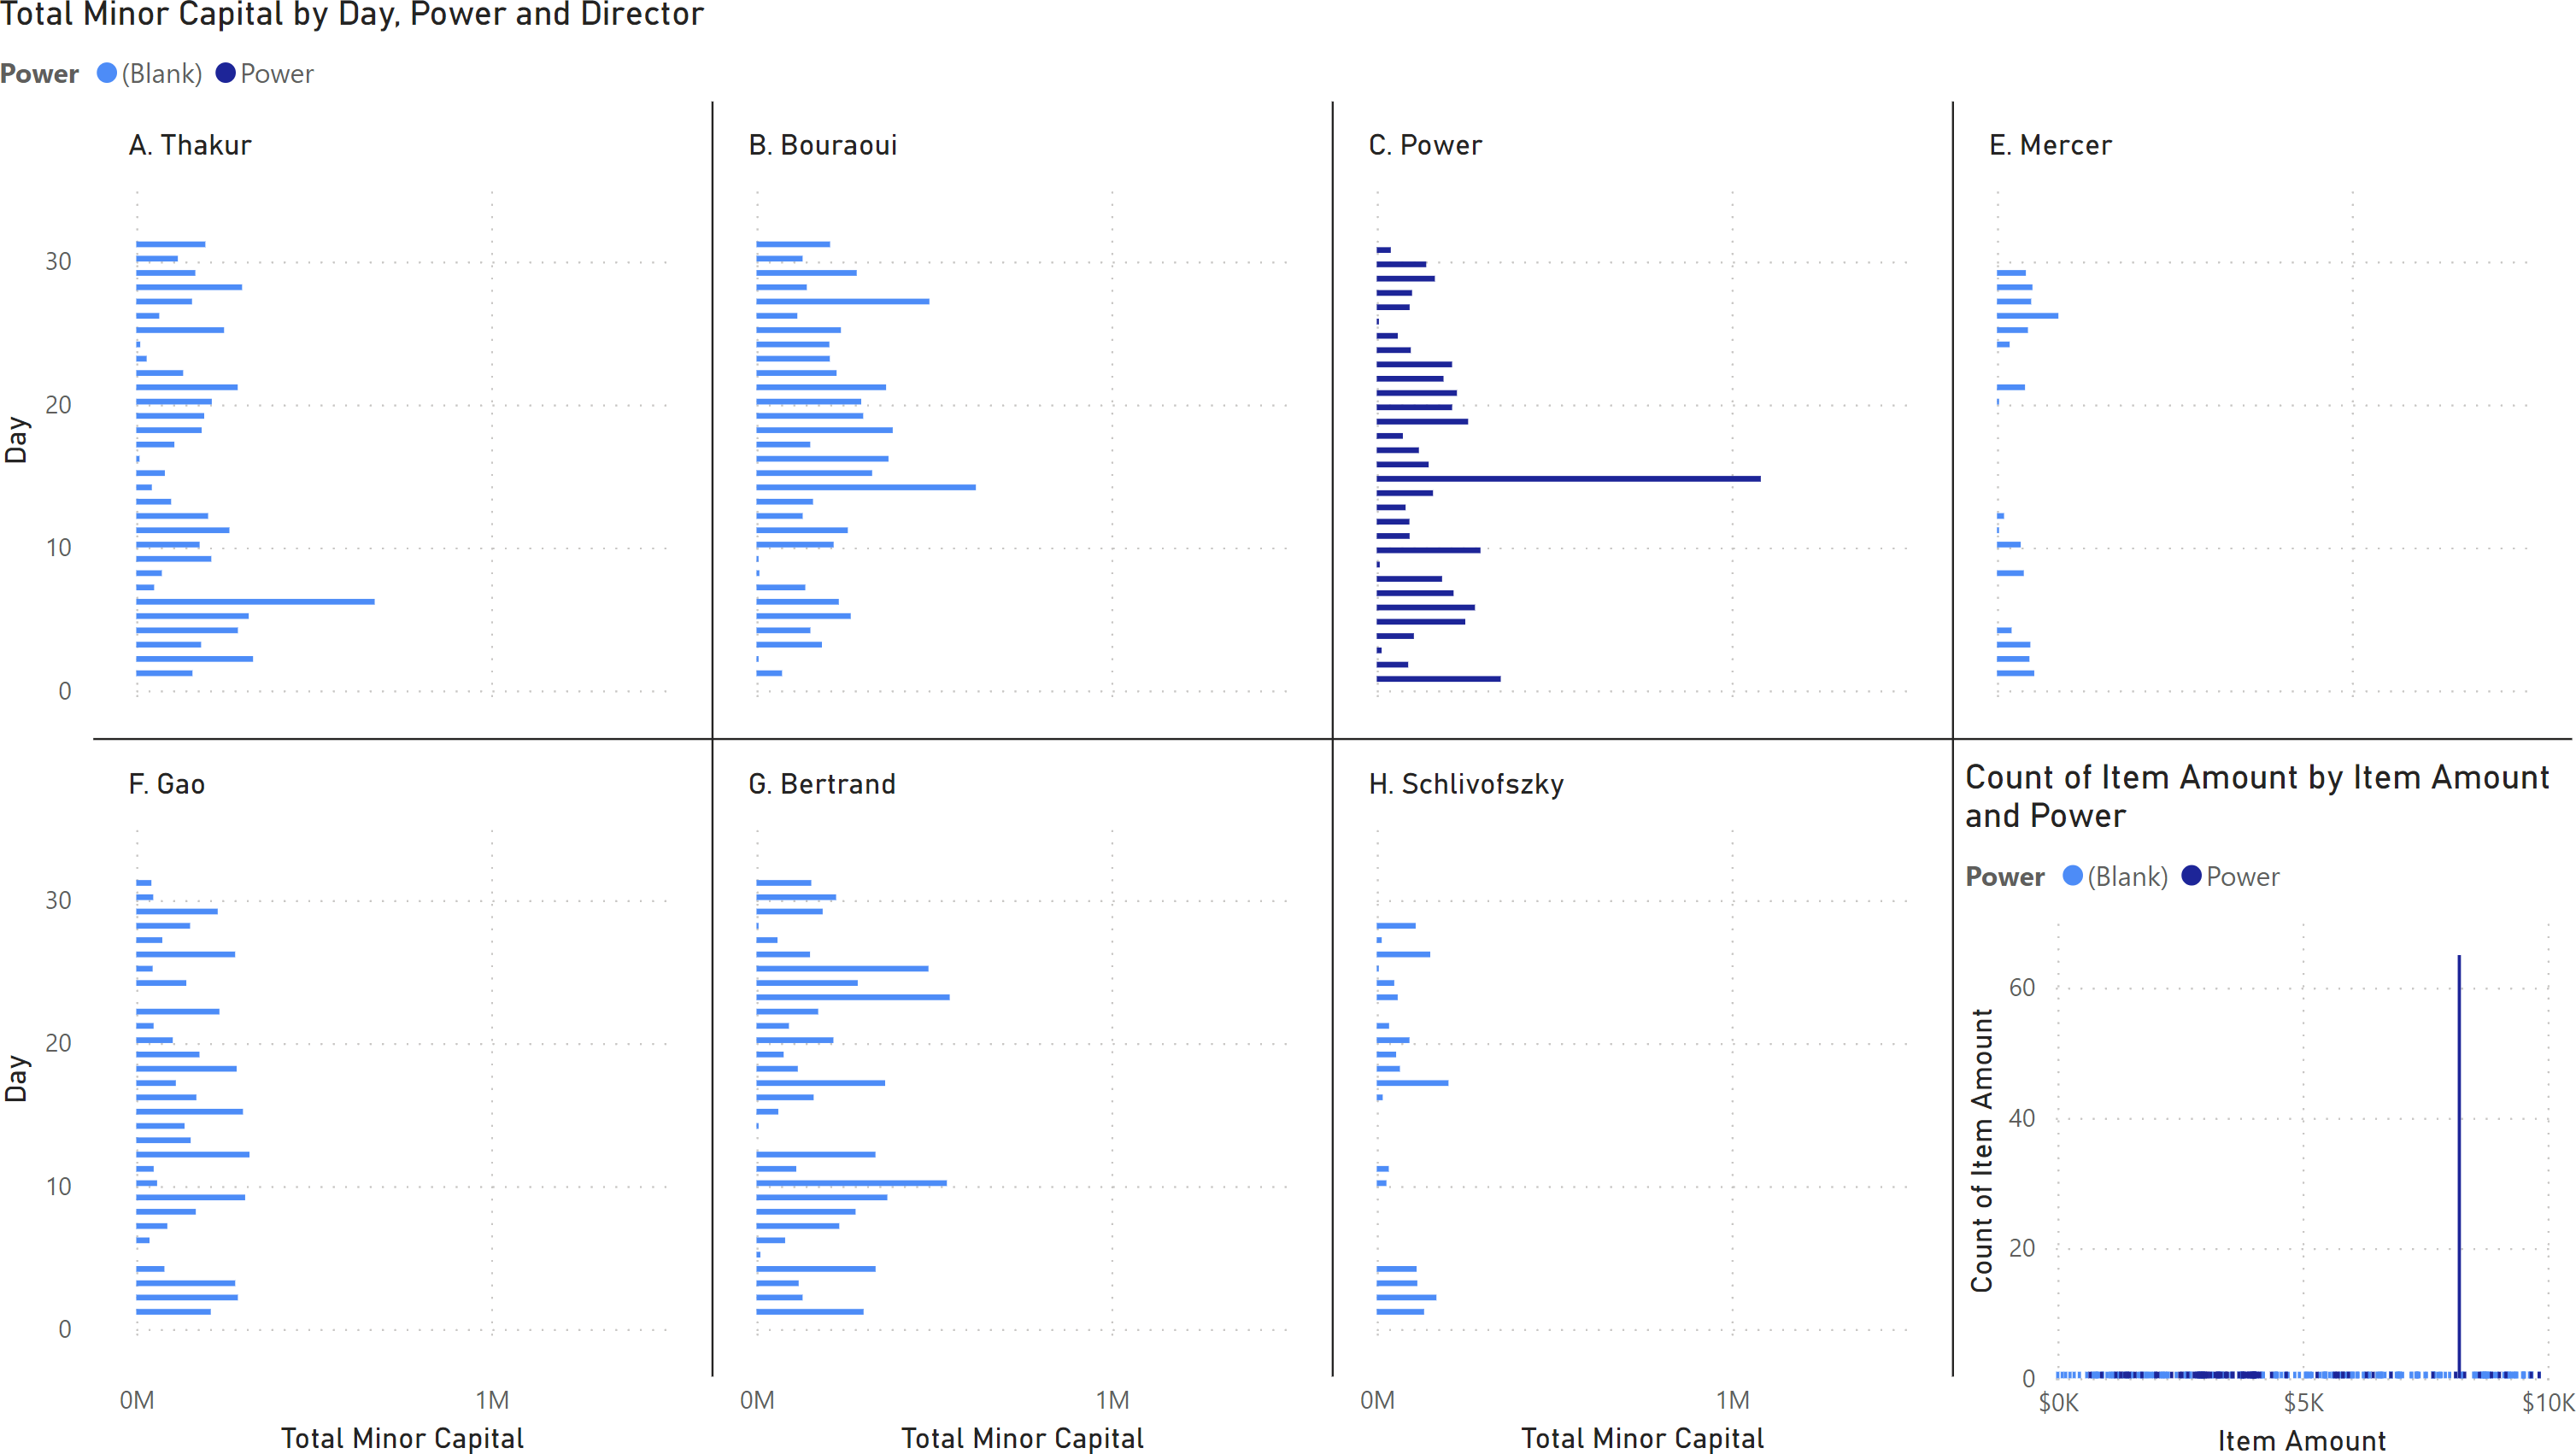 Total Minor Capital by Day, Power and Director
Power (Blank) Power
A. Thakur
B. Bouraoui
C. Power
E. Mercer
30
20
10
0
Day
F. Gao
G. Bertrand
H. Schlivofszky
30
20
10
0
Day
0M 1M
0M 1M
0M 1M
Total Minor Capital
Total Minor Capital
Total Minor Capital
Count of Item Amount by Item Amount
and Power
Power (Blank) Power
60
40
20
0
Count of Item Amount
$0K $5K $10K
Item Amount